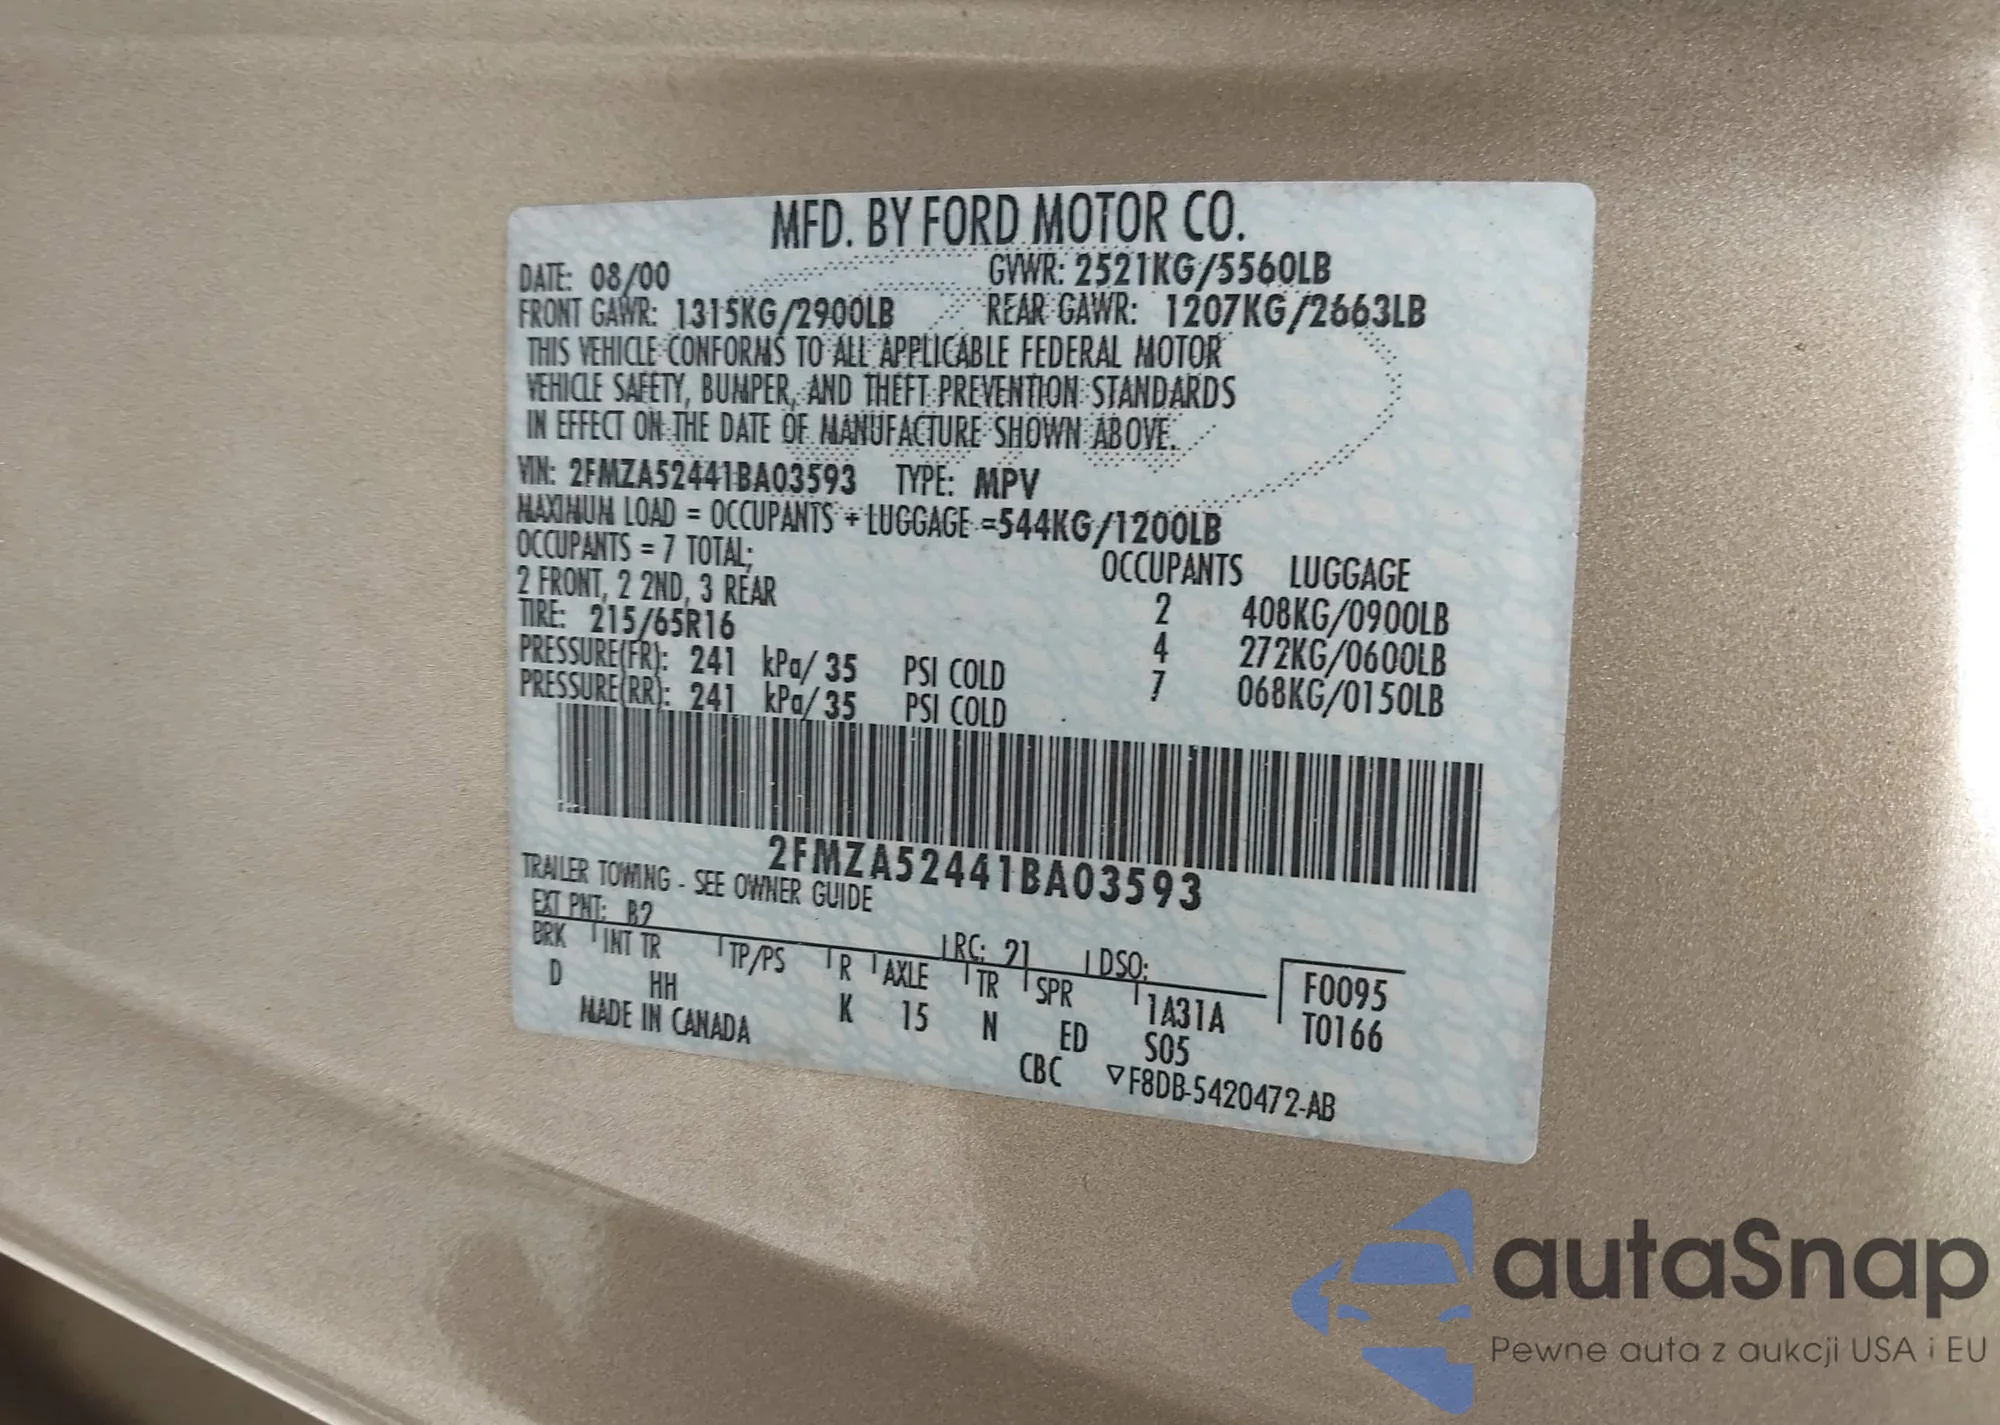 MFD. BY FORD MOTOR CO.
DATE: 08/00 GVWR: 2521KG/5560LB
FRONT GAWR: 1315KG/2900LB REAR GAWR: 1207KG/2663LB
THIS VEHICLE CONFORMS TO ALL APPLICABLE FEDERAL MOTOR
VEHICLE SAFETY, BUMPER, AND THEFT PREVENTION STANDARDS
IN EFFECT ON THE DATE OF MANUFACTURE SHOWN ABOVE.
VIN: 2FMZA52441BA03593 TYPE: MPV
MAXIMUM LOAD = OCCUPANTS + LUGGAGE =544KG/1200LB
OCCUPANTS = 7 TOTAL; OCCUPANTS LUGGAGE
2 FRONT, 2 2ND, 3 REAR 2 408KG/0900LB
TIRE: 215/65R16 4 272KG/0600LB
PRESSURE(FR): 241 kPa/ 35 PSI COLD 7 068KG/0150LB
PRESSURE(RR): 241 kPa/ 35 PSI COLD
2FMZA52441BA03593
TRAILER TOWING - SEE OWNER GUIDE
EXT PNT: B2 RC: 21 DSO: F0095
BRK INT TR TP/PS R AXLE TR SPR 1A31A T0166
D HH K 15 N ED S05
MADE IN CANADA CBC ▽F8DB-5420472-AB
autaSnap
Pewne auta z aukcji USA i EU